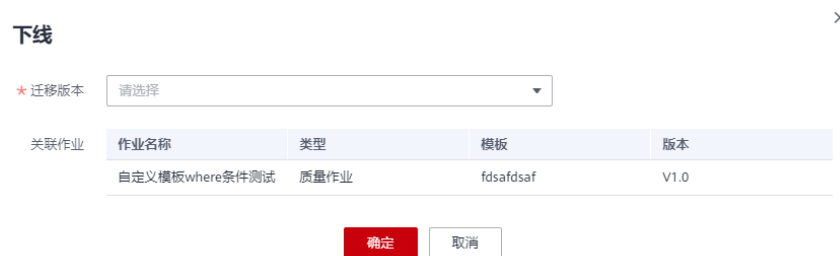 下线
* 迁移版本 请选择
关联作业 作业名称 类型 模板 版本
自定义模板where条件测试 质量作业 fdsafdsaf V1.0
确定 取消